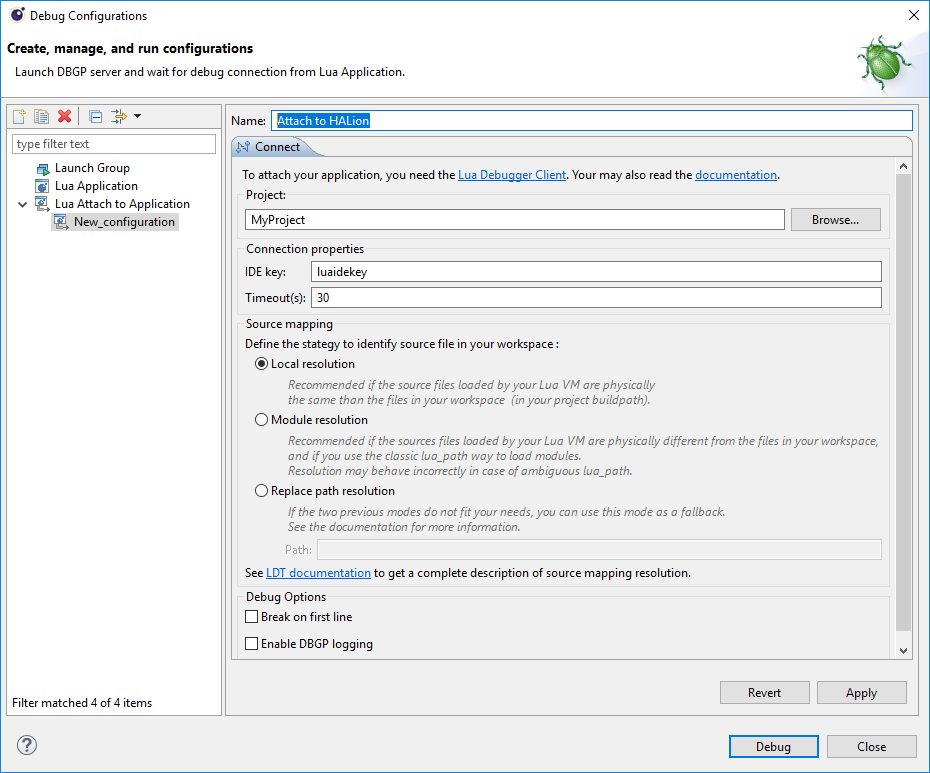 Debug Configurations
Create, manage, and run configurations
Launch DBGP server and wait for debug connection from Lua Application.
type filter text
Launch Group
Lua Application
Lua Attach to Application
New_configuration
Filter matched 4 of 4 items
Name: Attach to HALion
Connect
To attach your application, you need the Lua Debugger Client. Your may also read the documentation.
Project:
MyProject
Browse...
Connection properties
IDE key: luaidekey
Timeout(s): 30
Source mapping
Define the stategy to identify source file in your workspace :
Local resolution
Recommended if the source files loaded by your Lua VM are physically
the same than the files in your workspace (in your project buildpath).
Module resolution
Recommended if the sources files loaded by your Lua VM are physically different from the files in your workspace,
and if you use the classic lua_path way to load modules.
Resolution may behave incorrectly in case of ambiguous lua_path.
Replace path resolution
If the two previous modes do not fit your needs, you can use this mode as a fallback.
See the documentation for more information.
Path:
See LDT documentation to get a complete description of source mapping resolution.
Debug Options
Break on first line
Enable DBGP logging
Revert
Apply
?
Debug
Close